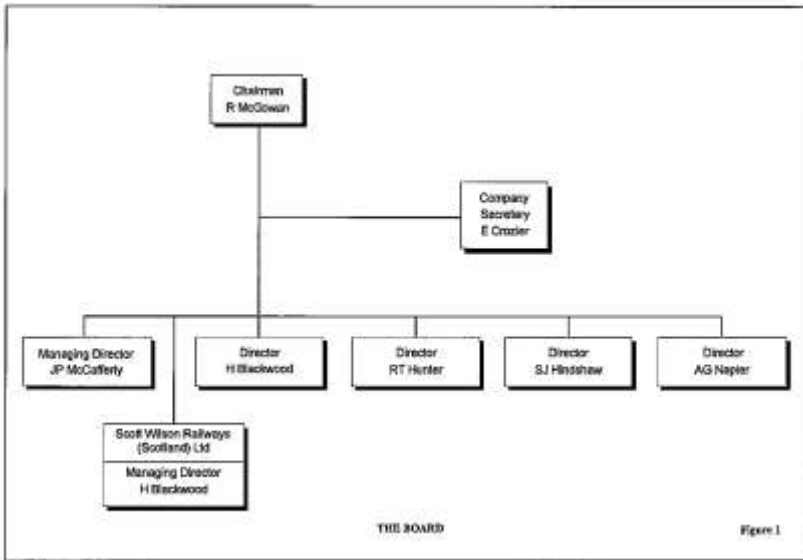 Chairman
R McGowan
Company
Secretary
E Crozier
Managing Director
JP McCafferty
Director
H Blackwood
Director
RT Hunter
Director
SJ Hindshaw
Director
AG Napier
Scott Wilson Railways
(Scotland) Ltd
Managing Director
H Blackwood
THE BOARD
Figure 1